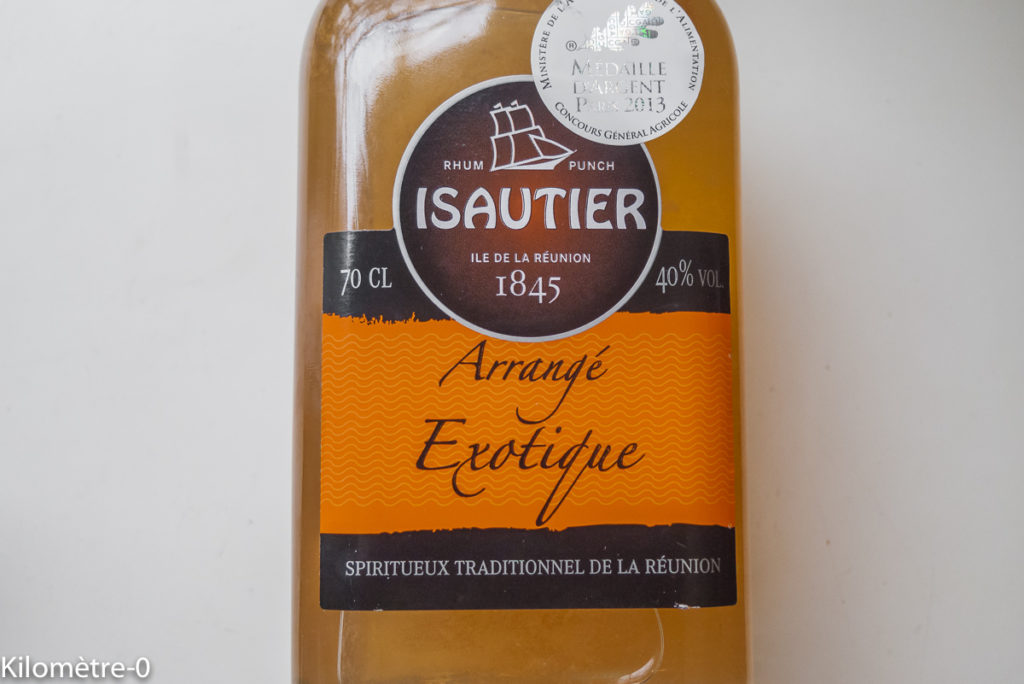 MINISTÈRE DE L'A
DE L'ALIMENTATION
MÉDAILLE
D'ARGENT
PARIS 2013
CONCOURS GÉNÉRAL AGRICOLE
RHUM PUNCH
ISAUTIER
ILE DE LA RÉUNION
1845
70 CL
40% VOL.
Arrangé
Exotique
SPIRITUEUX TRADITIONNEL DE LA RÉUNION
Kilomètre-0